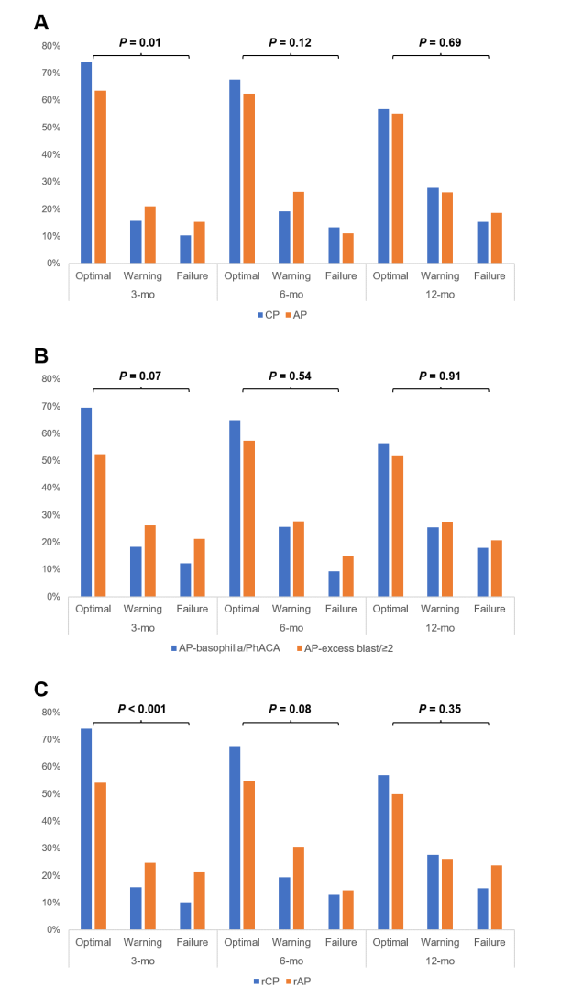 A
P = 0.01 P = 0.12 P = 0.69
80%
70%
60%
50%
40%
30%
20%
10%
0%
Optimal Warning Failure Optimal Warning Failure Optimal Warning Failure
3-mo 6-mo 12-mo
CP AP
B
P = 0.07 P = 0.54 P = 0.91
80%
70%
60%
50%
40%
30%
20%
10%
0%
Optimal Warning Failure Optimal Warning Failure Optimal Warning Failure
3-mo 6-mo 12-mo
AP-basophilia/PhACA AP-excess blast/≥2
C
P < 0.001 P = 0.08 P = 0.35
80%
70%
60%
50%
40%
30%
20%
10%
0%
Optimal Warning Failure Optimal Warning Failure Optimal Warning Failure
3-mo 6-mo 12-mo
rCP rAP